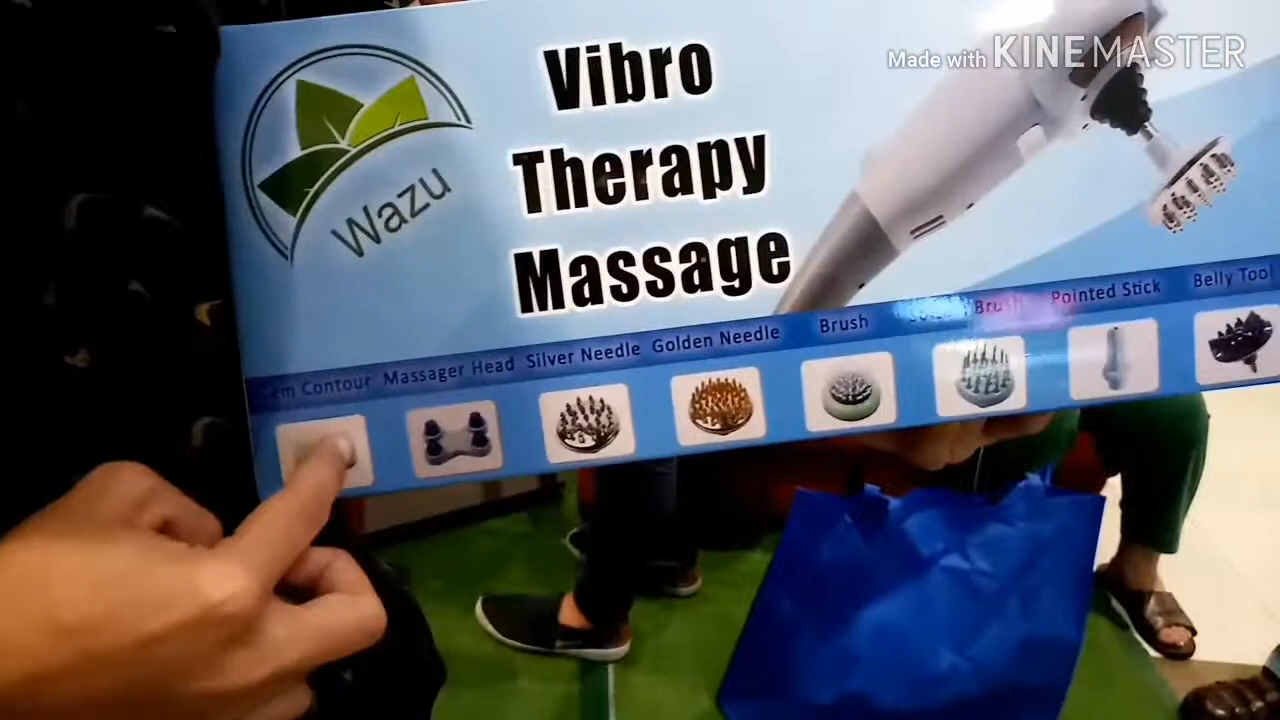 Made with KINEMASTER
Wazu
Vibro
Therapy
Massage
Contour
Massager Head
Silver Needle
Golden Needle
Brush
Brush
Pointed Stick
Belly Tool